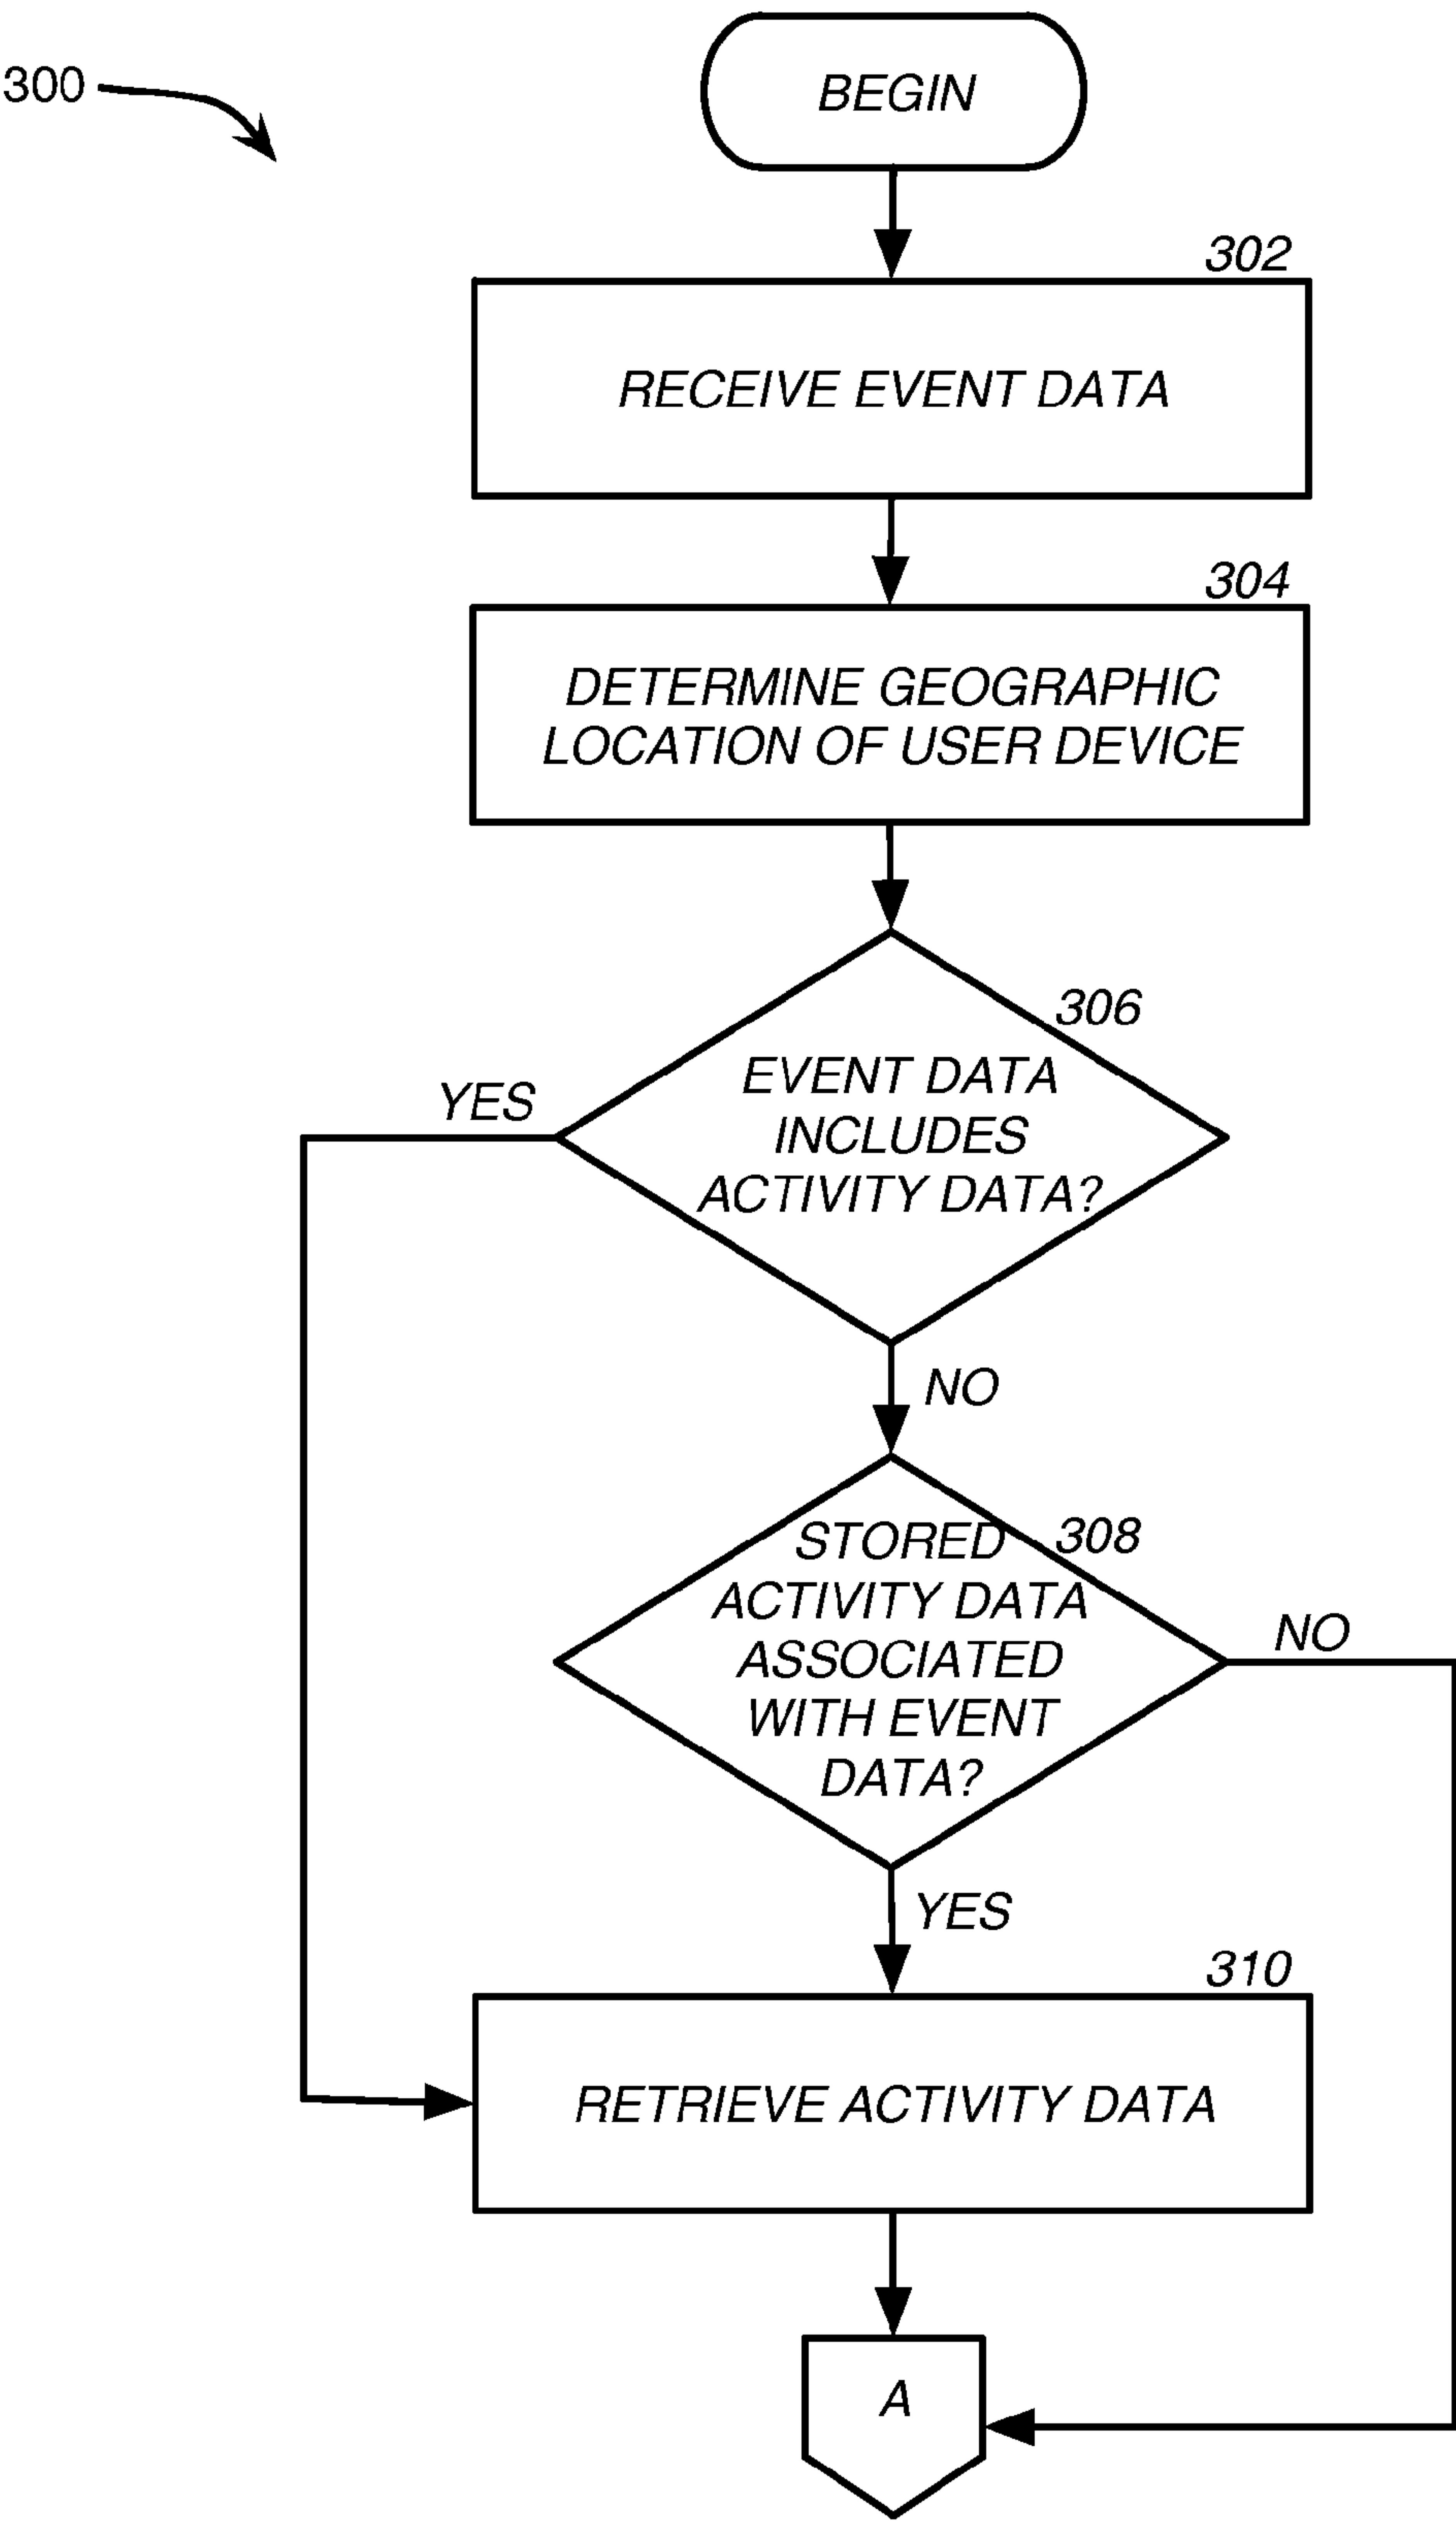 300
BEGIN
302
RECEIVE EVENT DATA
304
DETERMINE GEOGRAPHIC
LOCATION OF USER DEVICE
306
EVENT DATA
INCLUDES
ACTIVITY DATA?
YES
NO
308
STORED
ACTIVITY DATA
ASSOCIATED
WITH EVENT
DATA?
NO
YES
310
RETRIEVE ACTIVITY DATA
A